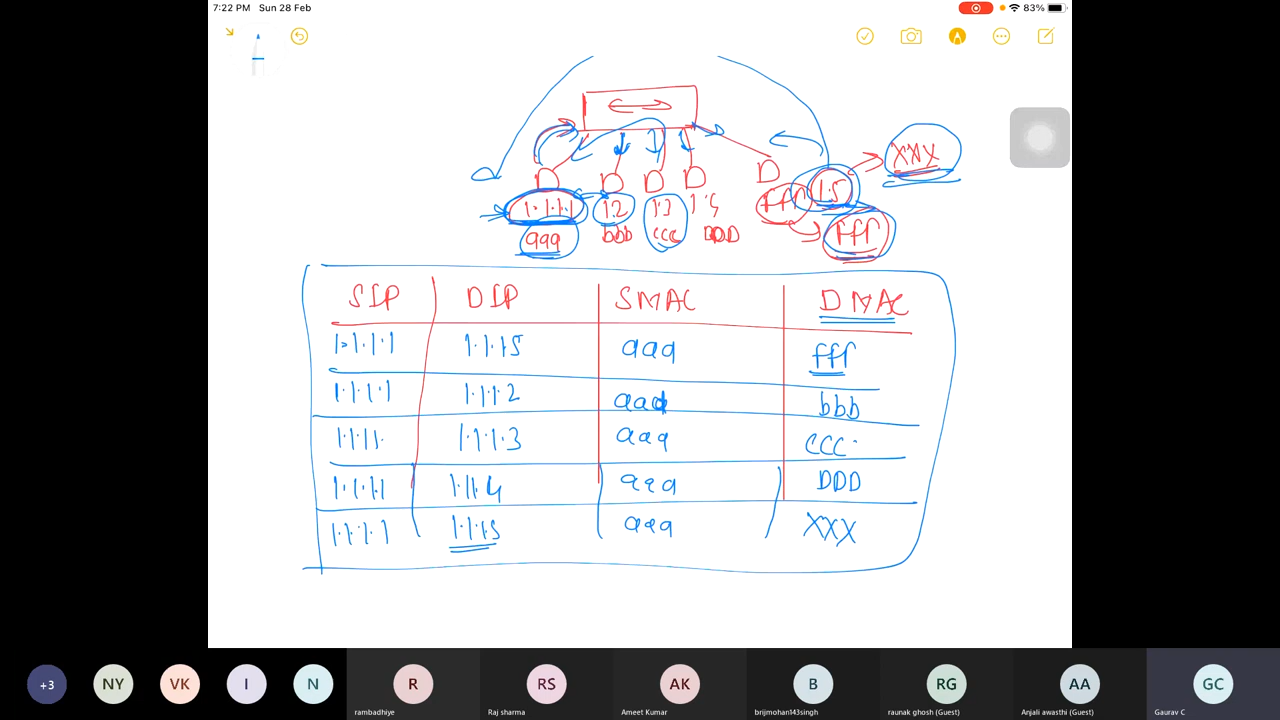 7:22 PM Sun 28 Feb
83%
xxx
1.1.1.1 1.2 1.3 fff 1.5
aaa bbb ccc DDD fff
SIP DIP SMAC DMAC
1.1.1.1 1.1.1.5 aaa fff
1.1.1.1 1.1.1.2 aaa bbb
1.1.1.1. 1.1.1.3 aaa ccc
1.1.1.1 1.1.1.4 aaa DDD
1.1.1.1 1.1.1.5 aaa XXX
+3 NY VK I N R RS AK B RG AA GC
rambadhiye Raj sharma Ameet Kumar brijmohan143singh raunak ghosh (Guest) Anjali awasthi (Guest) Gaurav C